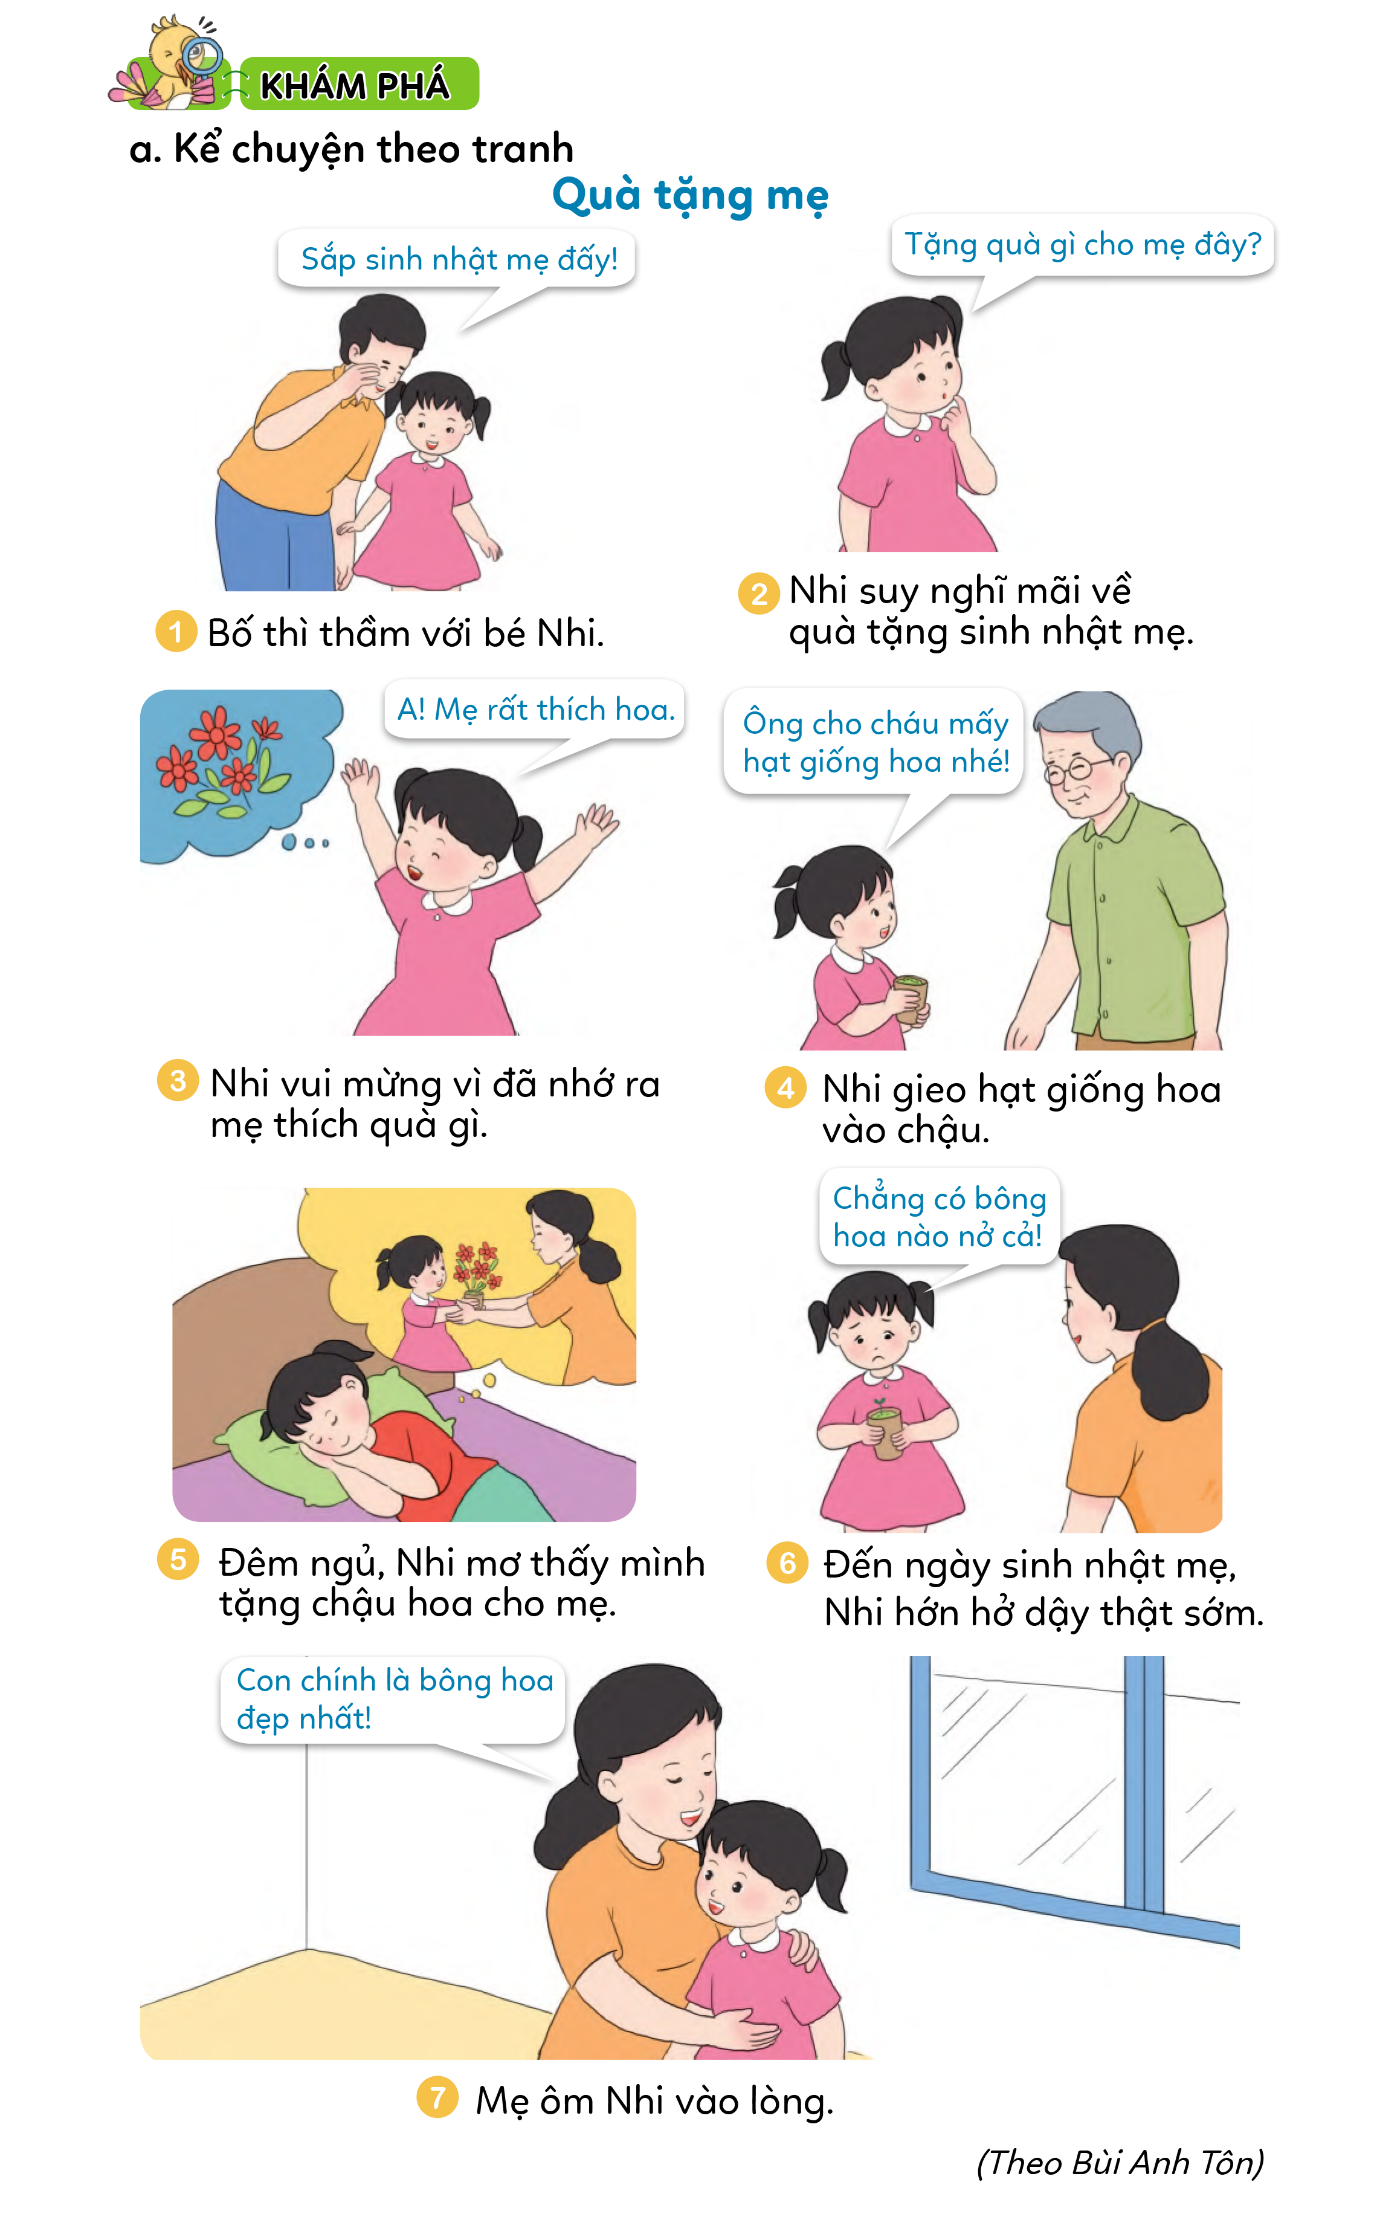 KHÁM PHÁ
a. Kể chuyện theo tranh
Quà tặng mẹ
Sắp sinh nhật mẹ đấy!
1 Bố thì thầm với bé Nhi.
Tặng quà gì cho mẹ đây?
2 Nhi suy nghĩ mãi về
quà tặng sinh nhật mẹ.
A! Mẹ rất thích hoa.
3 Nhi vui mừng vì đã nhớ ra
mẹ thích quà gì.
Ông cho cháu mấy
hạt giống hoa nhé!
4 Nhi gieo hạt giống hoa
vào chậu.
5 Đêm ngủ, Nhi mơ thấy mình
tặng chậu hoa cho mẹ.
Chẳng có bông
hoa nào nở cả!
6 Đến ngày sinh nhật mẹ,
Nhi hớn hở dậy thật sớm.
Con chính là bông hoa
đẹp nhất!
7 Mẹ ôm Nhi vào lòng.
(Theo Bùi Anh Tôn)